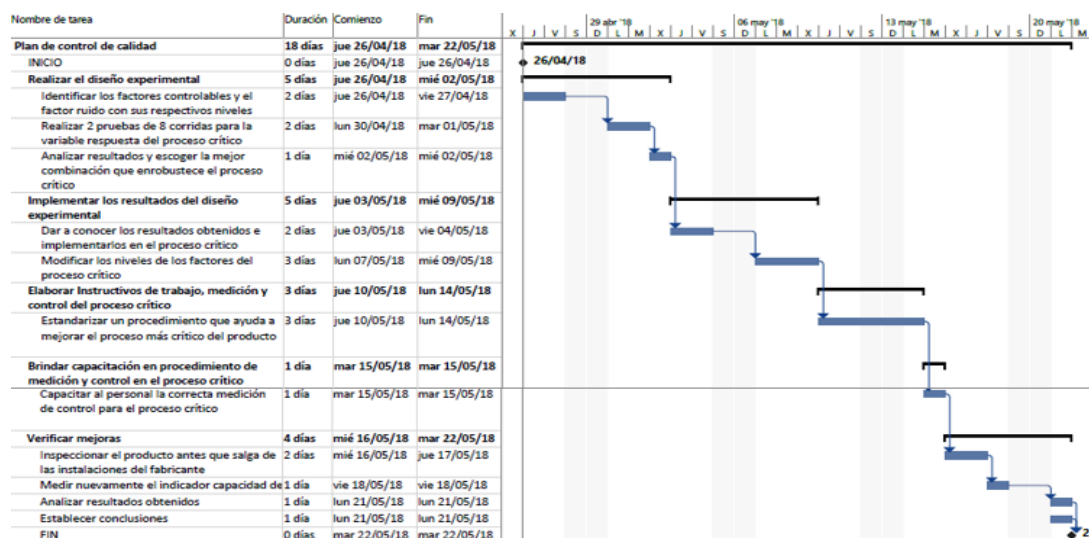 Nombre de tarea Duración Comienzo Fin 29 abr '18 06 may '18 13 may '18 20 may '18
X J V S D L M X J V S D L M X J V S D L M X J V S D L M
Plan de control de calidad 18 días jue 26/04/18 mar 22/05/18
INICIO 0 días jue 26/04/18 jue 26/04/18 26/04/18
Realizar el diseño experimental 5 días jue 26/04/18 mié 02/05/18
Identificar los factores controlables y el 2 días jue 26/04/18 vie 27/04/18
factor ruido con sus respectivos niveles
Realizar 2 pruebas de 8 corridas para la 2 días lun 30/04/18 mar 01/05/18
variable respuesta del proceso crítico
Analizar resultados y escoger la mejor 1 día mié 02/05/18 mié 02/05/18
combinación que enrobustece el proceso
crítico
Implementar los resultados del diseño 5 días jue 03/05/18 mié 09/05/18
experimental
Dar a conocer los resultados obtenidos e 2 días jue 03/05/18 vie 04/05/18
implementarlos en el proceso crítico
Modificar los niveles de los factores del 3 días lun 07/05/18 mié 09/05/18
proceso crítico
Elaborar Instructivos de trabajo, medición y 3 días jue 10/05/18 lun 14/05/18
control del proceso crítico
Estandarizar un procedimiento que ayuda a 3 días jue 10/05/18 lun 14/05/18
mejorar el proceso más crítico del producto
Brindar capacitación en procedimiento de 1 día mar 15/05/18 mar 15/05/18
medición y control en el proceso crítico
Capacitar al personal la correcta medición 1 día mar 15/05/18 mar 15/05/18
de control para el proceso crítico
Verificar mejoras 4 días mié 16/05/18 mar 22/05/18
Inspeccionar el producto antes que salga de 2 días mié 16/05/18 jue 17/05/18
las instalaciones del fabricante
Medir nuevamente el indicador capacidad de 1 día vie 18/05/18 vie 18/05/18
Analizar resultados obtenidos 1 día lun 21/05/18 lun 21/05/18
Establecer conclusiones 1 día lun 21/05/18 lun 21/05/18
FIN 0 días mar 22/05/18 mar 22/05/18 2